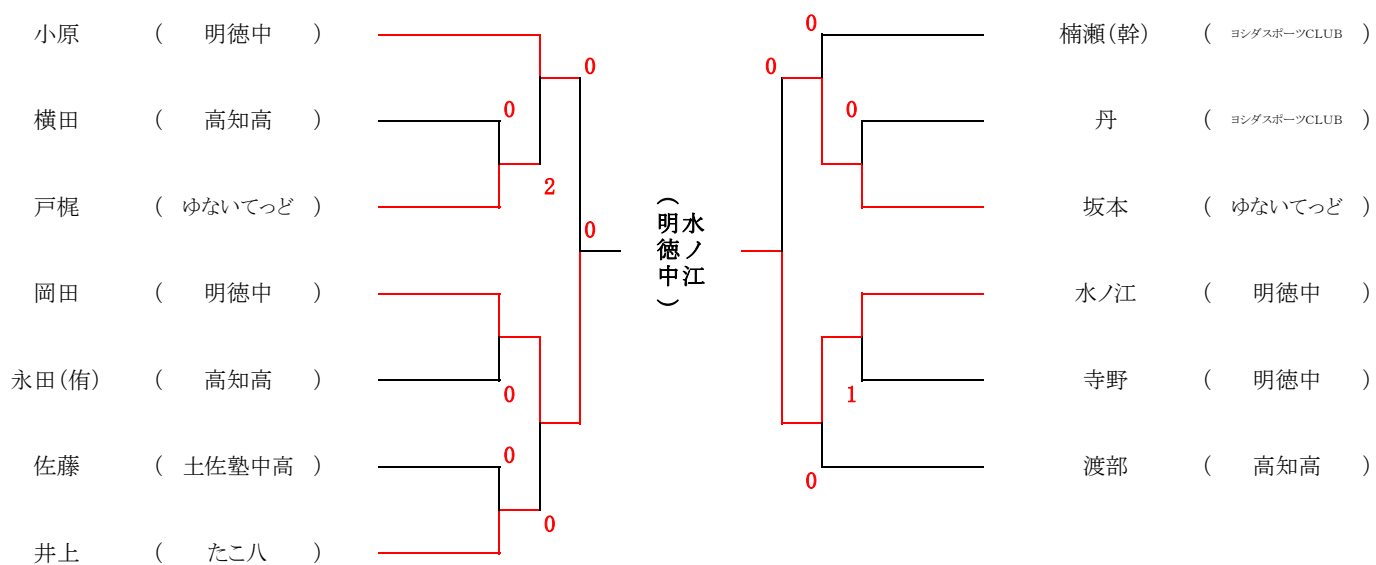 小原 ( 明徳中 )
横田 ( 高知高 )
戸梶 ( ゆないてっど )
岡田 ( 明徳中 )
永田(侑) ( 高知高 )
佐藤 ( 土佐塾中高 )
井上 ( たこ八 )
0
0
2
0
0
0
0
水ノ江
(明徳中)
0
0
0
1
0
楠瀬(幹) ( ヨシダスポーツCLUB )
丹 ( ヨシダスポーツCLUB )
坂本 ( ゆないてっど )
水ノ江 ( 明徳中 )
寺野 ( 明徳中 )
渡部 ( 高知高 )